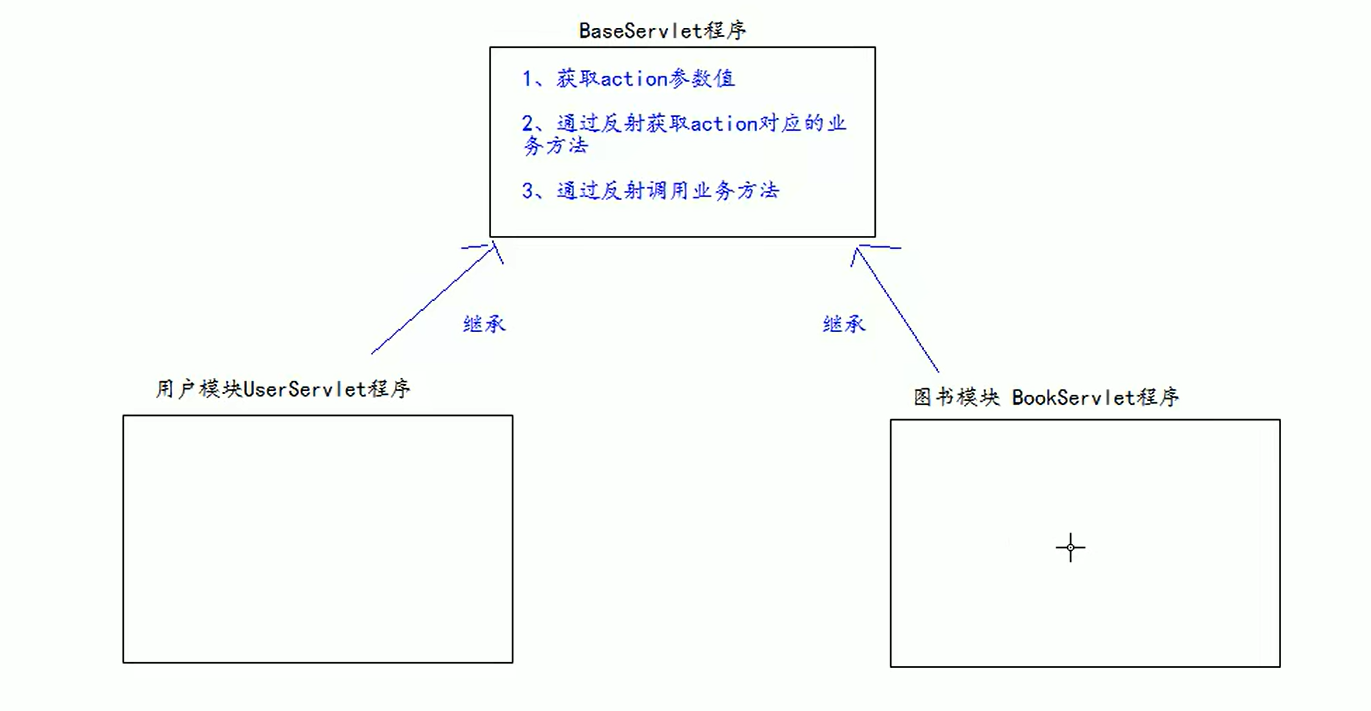 BaseServlet程序
1、获取action参数值
2、通过反射获取action对应的业
务方法
3、通过反射调用业务方法
继承
继承
用户模块UserServlet程序
图书模块 BookServlet程序